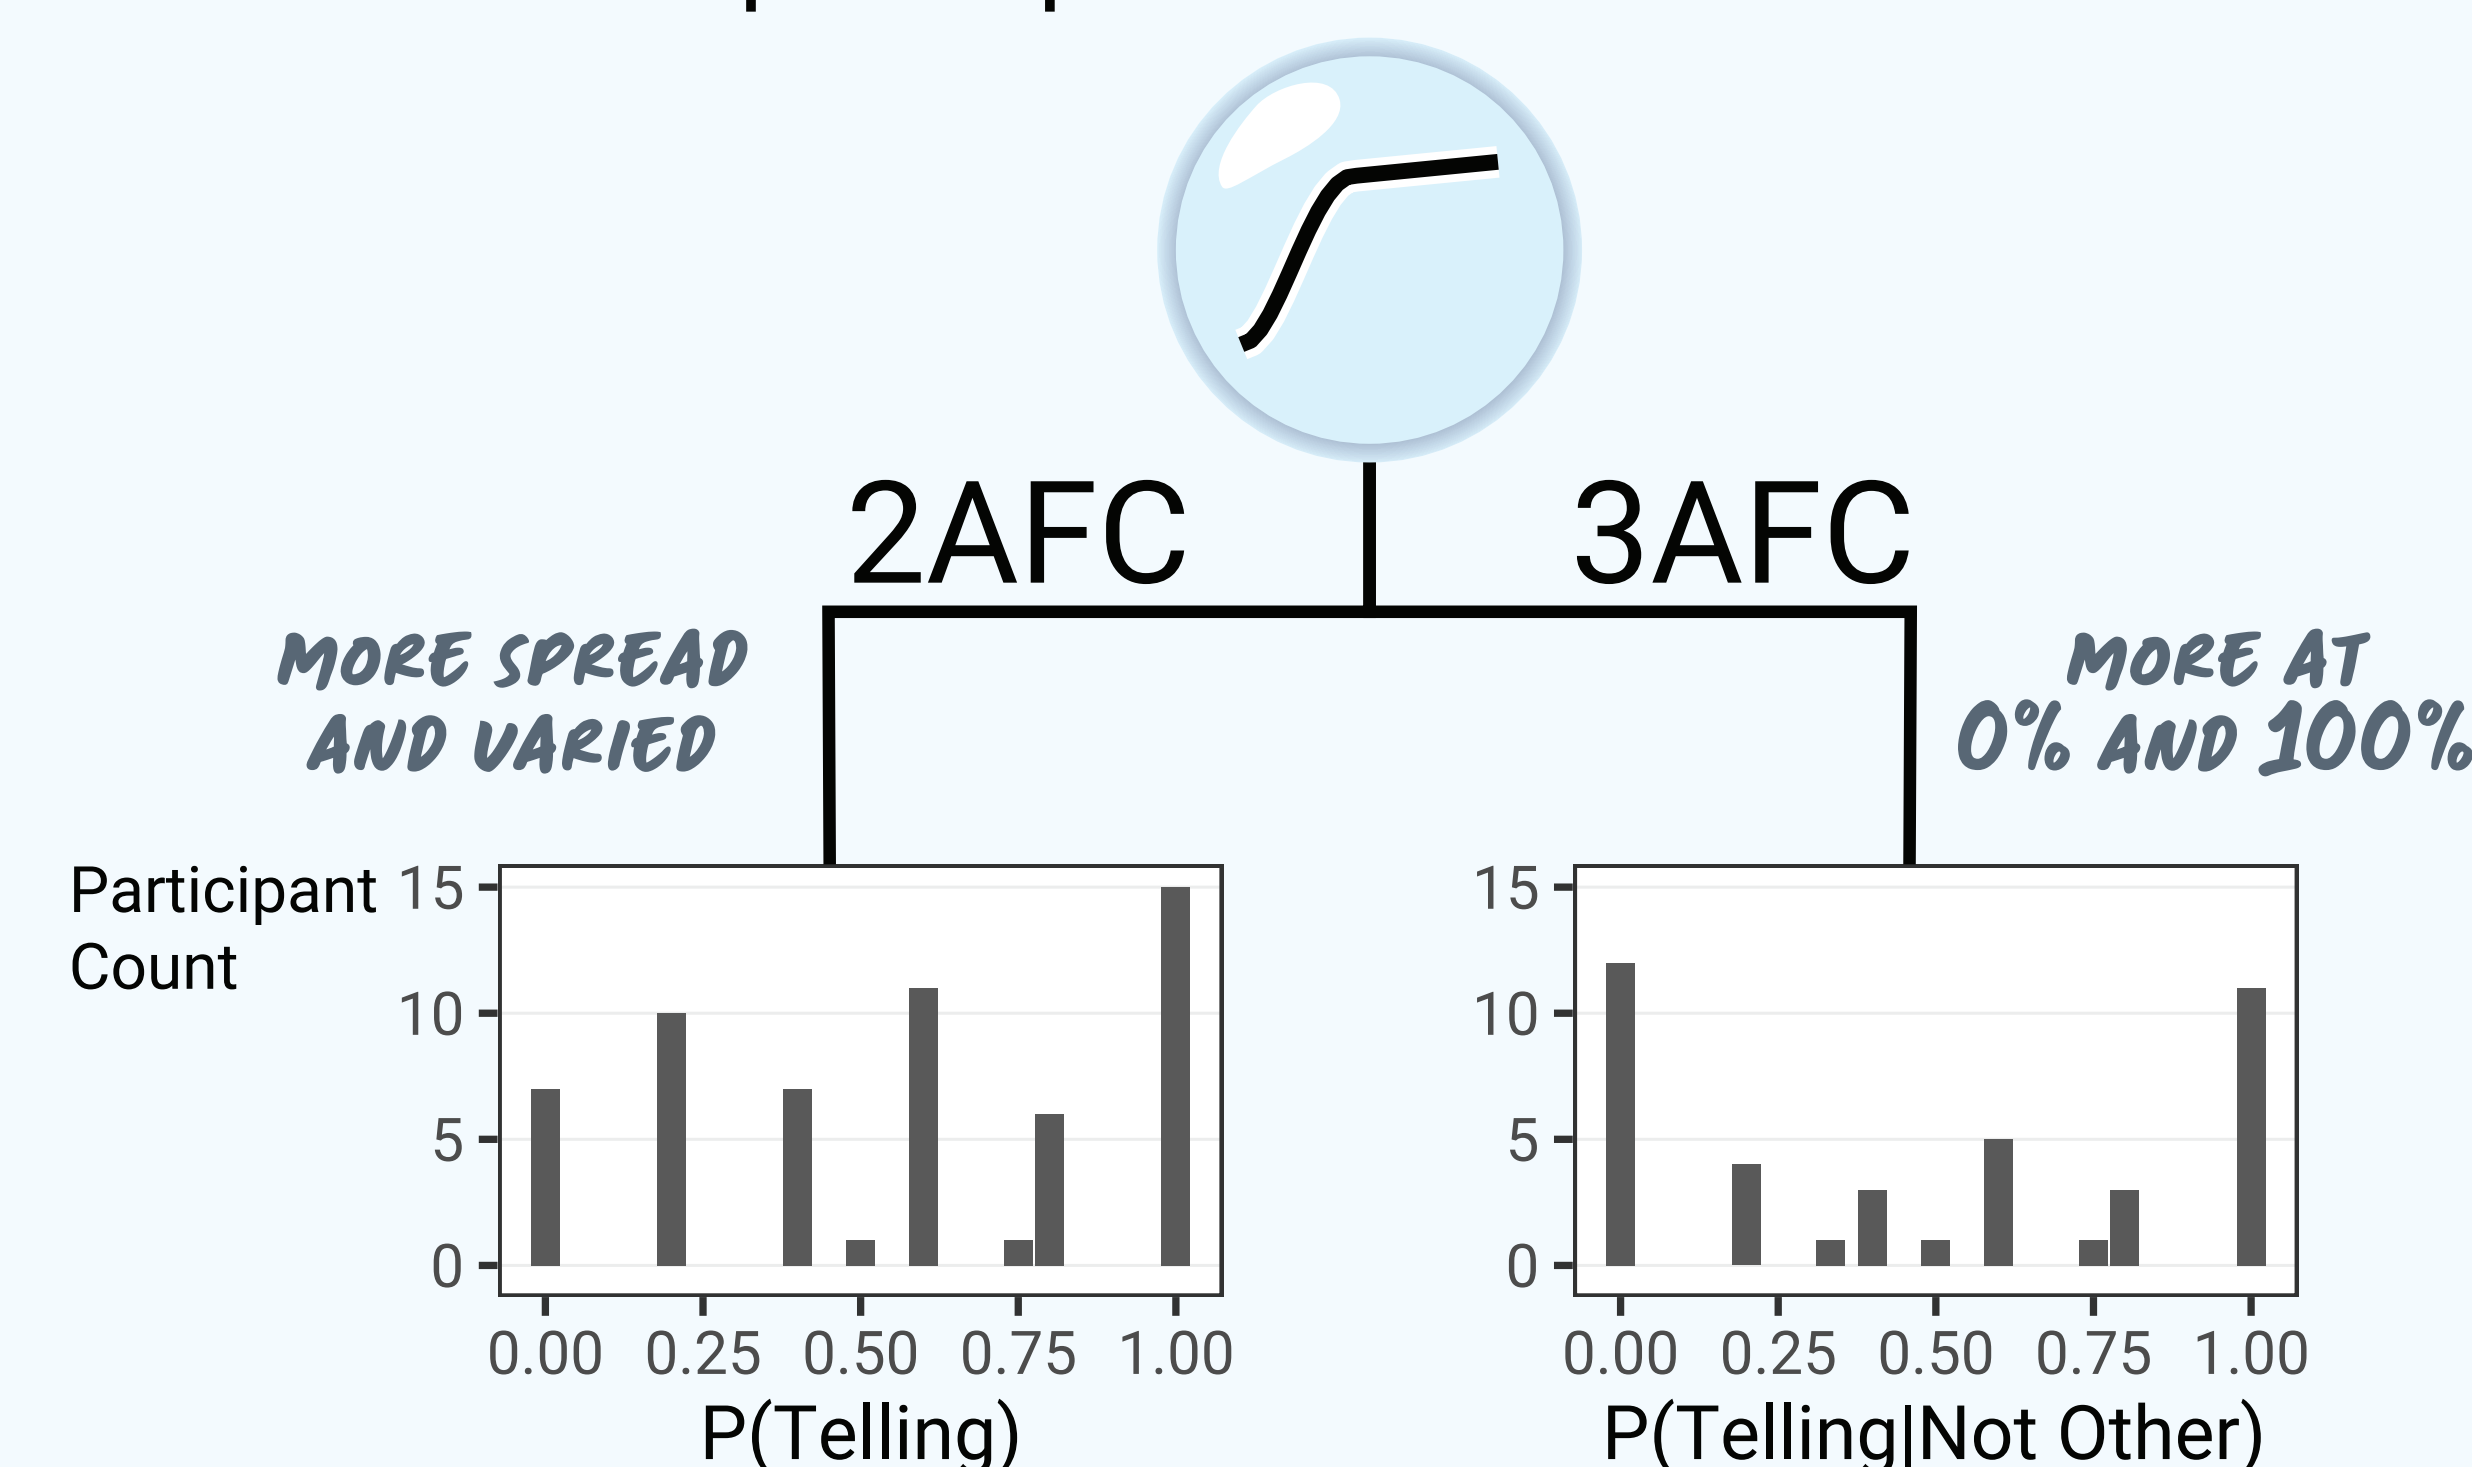 2AFC
3AFC
MORE SPREAD
AND VARIED
MORE AT
0% AND 100%
Participant
Count
15
10
5
0
0.00 0.25 0.50 0.75 1.00
P(Telling)
15
10
5
0
0.00 0.25 0.50 0.75 1.00
P(Telling|Not Other)